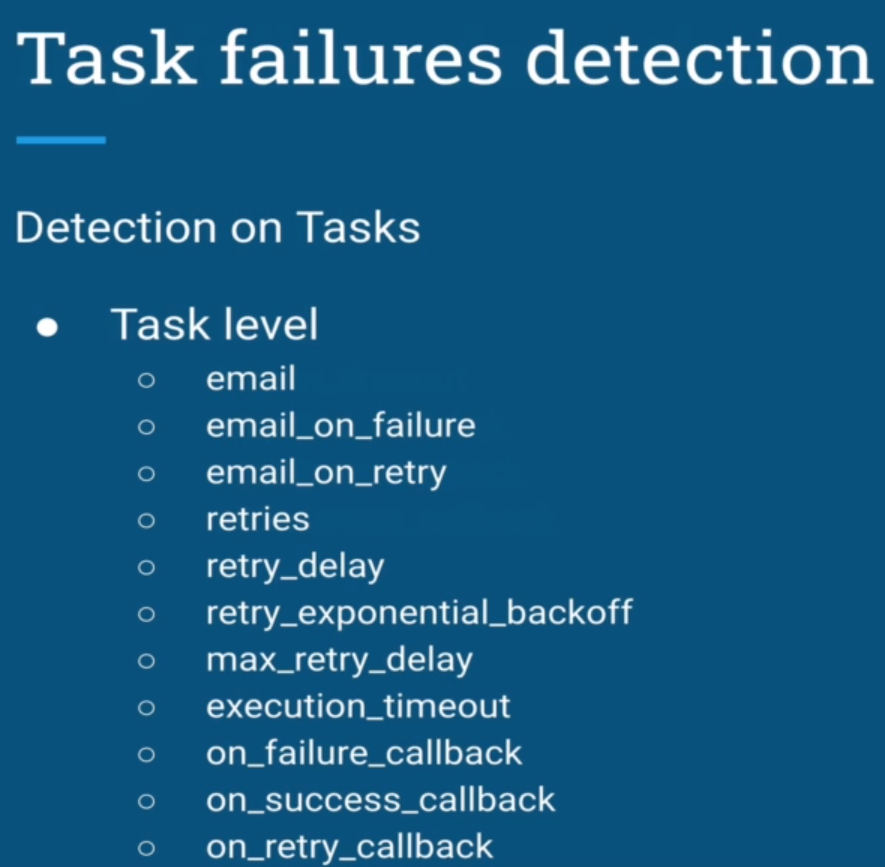 Task failures detection
Detection on Tasks
● Task level
○ email
○ email_on_failure
○ email_on_retry
○ retries
○ retry_delay
○ retry_exponential_backoff
○ max_retry_delay
○ execution_timeout
○ on_failure_callback
○ on_success_callback
○ on_retry_callback